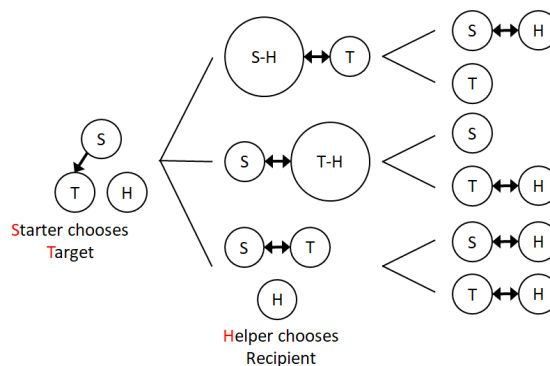 S
T H
Starter chooses
Target
S-H T
S T-H
S T
H
Helper chooses
Recipient
S H
T
S
T H
S H
T H